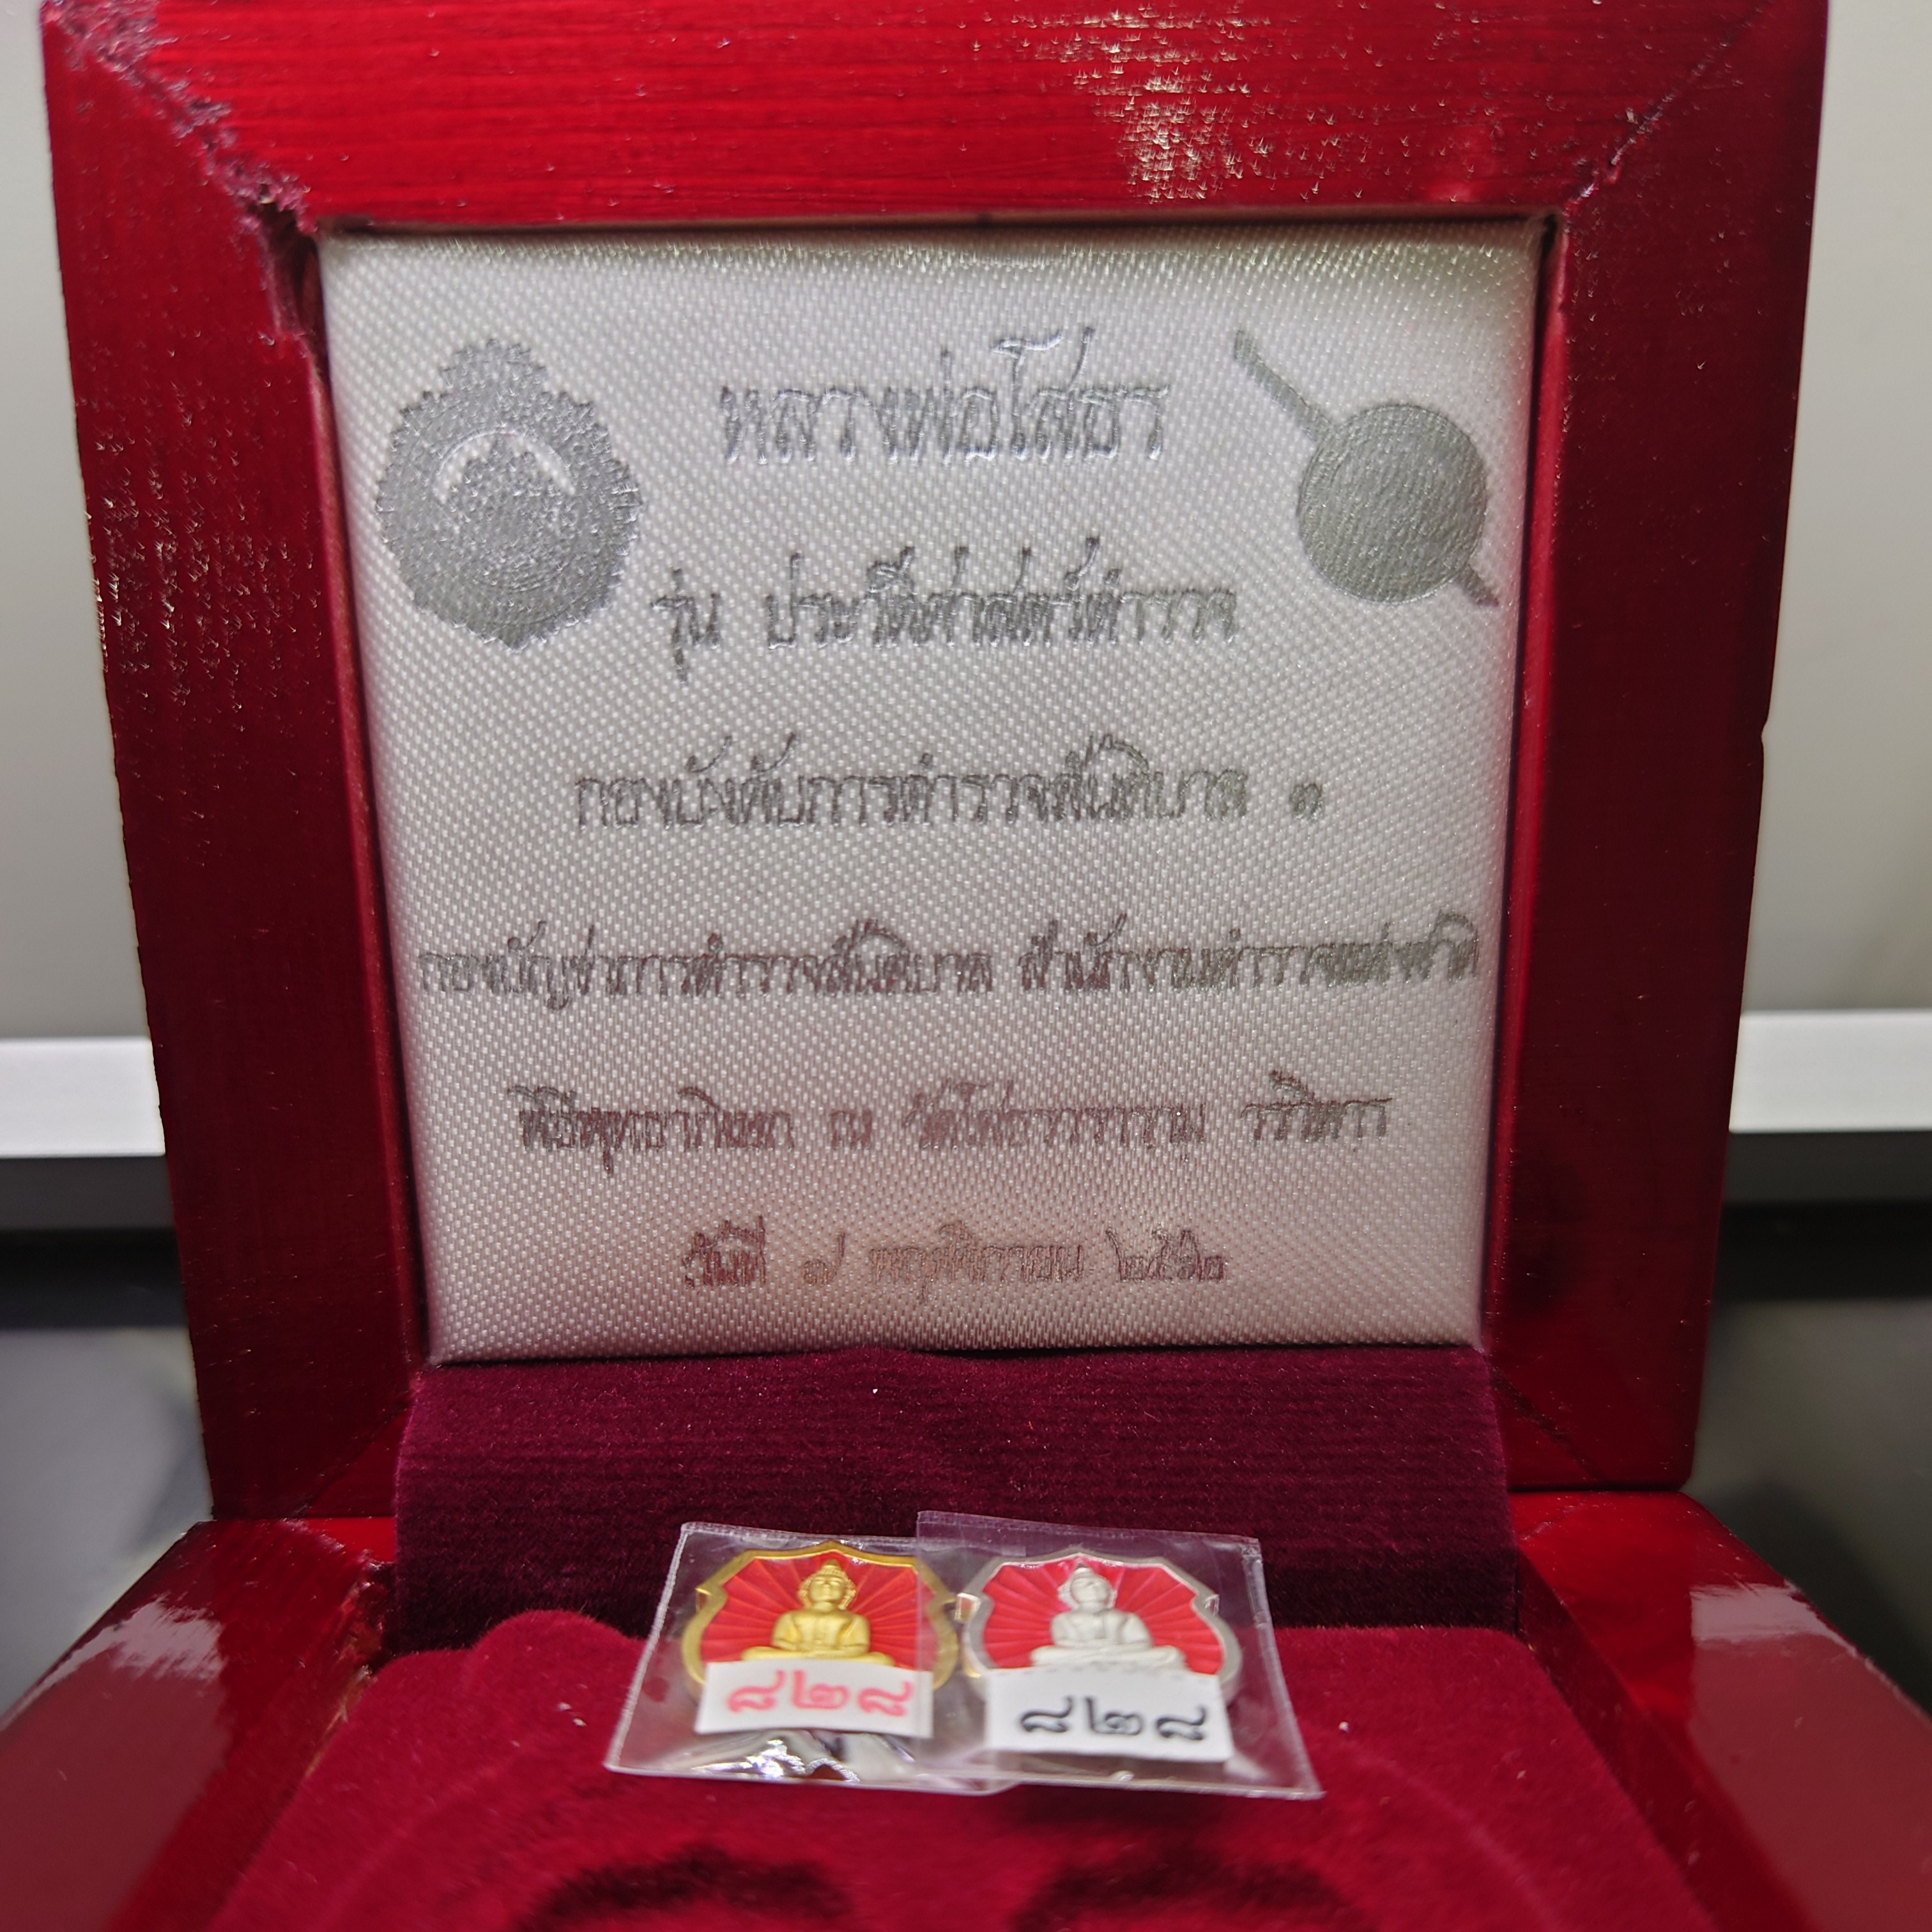 หลวงพ่อโสธร
รุ่น ประวัติศาสตร์ตำรวจ
กองบังคับการตำรวจสันติบาล ๑
กองบัญชาการตำรวจสันติบาล สำนักงานตำรวจแห่งชาติ
พิธีพุทธาภิเษก ณ วัดโสธรวราราม วรวิหาร
วันที่ ๗ พฤศจิกายน ๒๕๖๒
๘๒๘
๘๒๘